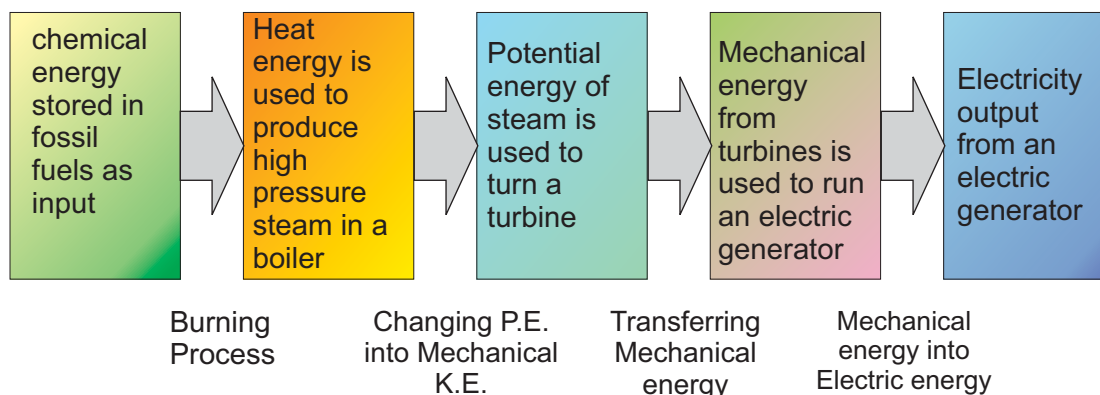 chemical
energy
stored in
fossil
fuels as
input
Heat
energy is
used to
produce
high
pressure
steam in a
boiler
Potential
energy of
steam is
used to
turn a
turbine
Mechanical
energy
from
turbines is
used to run
an electric
generator
Electricity
output
from an
electric
generator
Burning
Process
Changing P.E.
into Mechanical
K.E.
Transferring
Mechanical
energy
Mechanical
energy into
Electric energy